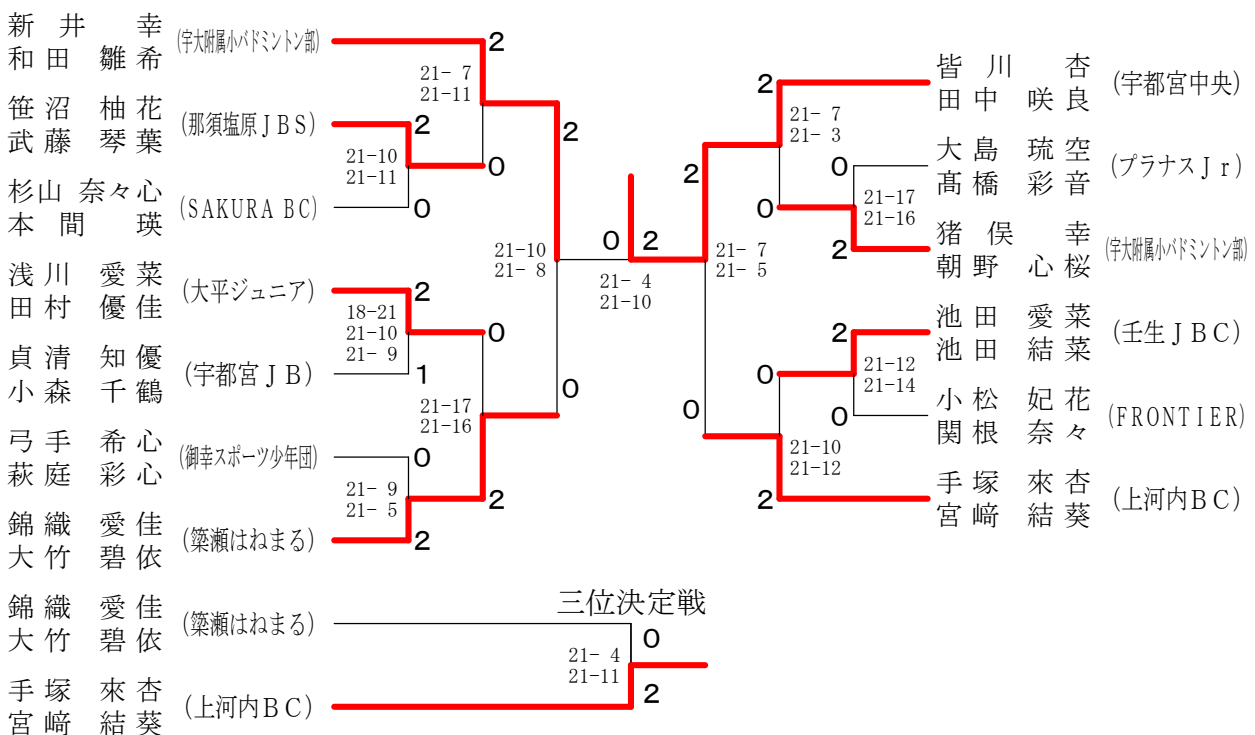 新井 幸
和田 雛希
(宇大附属小バドミントン部)
2
21- 7
21-11
笹沼 柚花
武藤 琴葉
(那須塩原JBS)
2
21-10
21-11
0
杉山 奈々心
本間 瑛
(SAKURA BC)
0
2
21-10
21- 8
浅川 愛菜
田村 優佳
(大平ジュニア)
2
18-21
21-10
21- 9
0
貞清 知優
小森 千鶴
(宇都宮JB)
1
21-17
21-16
0
弓手 希心
萩庭 彩心
(御幸スポーツ少年団)
0
21- 9
21- 5
2
錦織 愛佳
大竹 碧依
(簗瀬はねまる)
2
0 2
21- 4
21-10
皆川 杏
田中 咲良
(宇都宮中央)
2
21- 7
21- 3
大島 琉空
髙橋 彩音
(プラナスJr)
0
21-17
21-16
2
0
猪俣 幸
朝野 心桜
(宇大附属小バドミントン部)
2
21- 7
21- 5
池田 愛菜
池田 結菜
(壬生JBC)
2
21-12
21-14
0
小松 妃花
関根 奈々
(FRONTIER)
0
0
21-10
21-12
手塚 來杏
宮﨑 結葵
(上河内BC)
2
三位決定戦
錦織 愛佳
大竹 碧依
(簗瀬はねまる)
0
21- 4
21-11
手塚 來杏
宮﨑 結葵
(上河内BC)
2